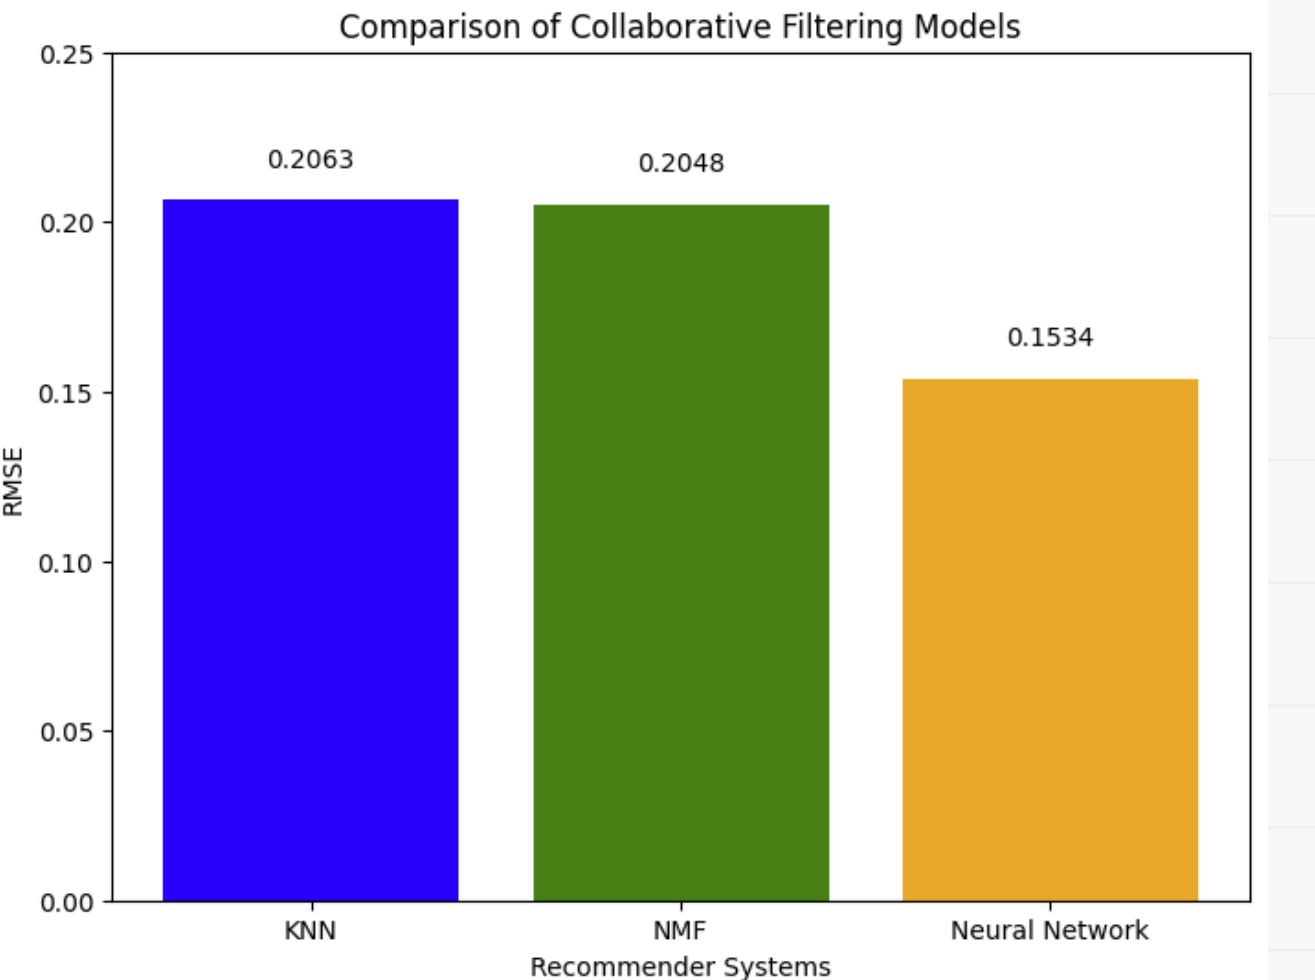 Comparison of Collaborative Filtering Models
0.25
0.20
0.15
0.10
0.05
0.00
RMSE
0.2063
0.2048
0.1534
KNN
NMF
Neural Network
Recommender Systems